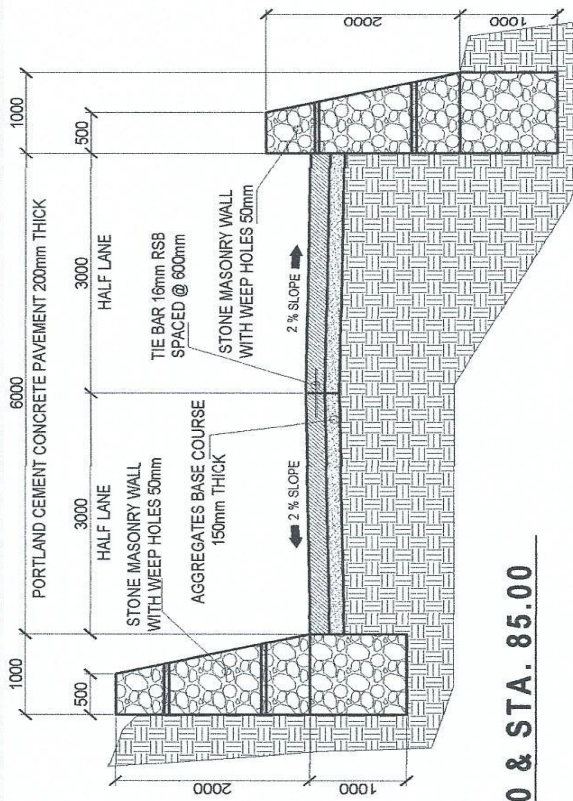 6000
PORTLAND CEMENT CONCRETE PAVEMENT 200mm THICK
1000
500
3000
HALF LANE
3000
HALF LANE
1000
500
STONE MASONRY WALL
WITH WEEP HOLES 50mm
AGGREGATES BASE COURSE
150mm THICK
TIE BAR 16mm RSB
SPACED @ 600mm
STONE MASONRY WALL
WITH WEEP HOLES 50mm
2 % SLOPE
2 % SLOPE
2000
1000
2000
1000
0 & STA. 85.00